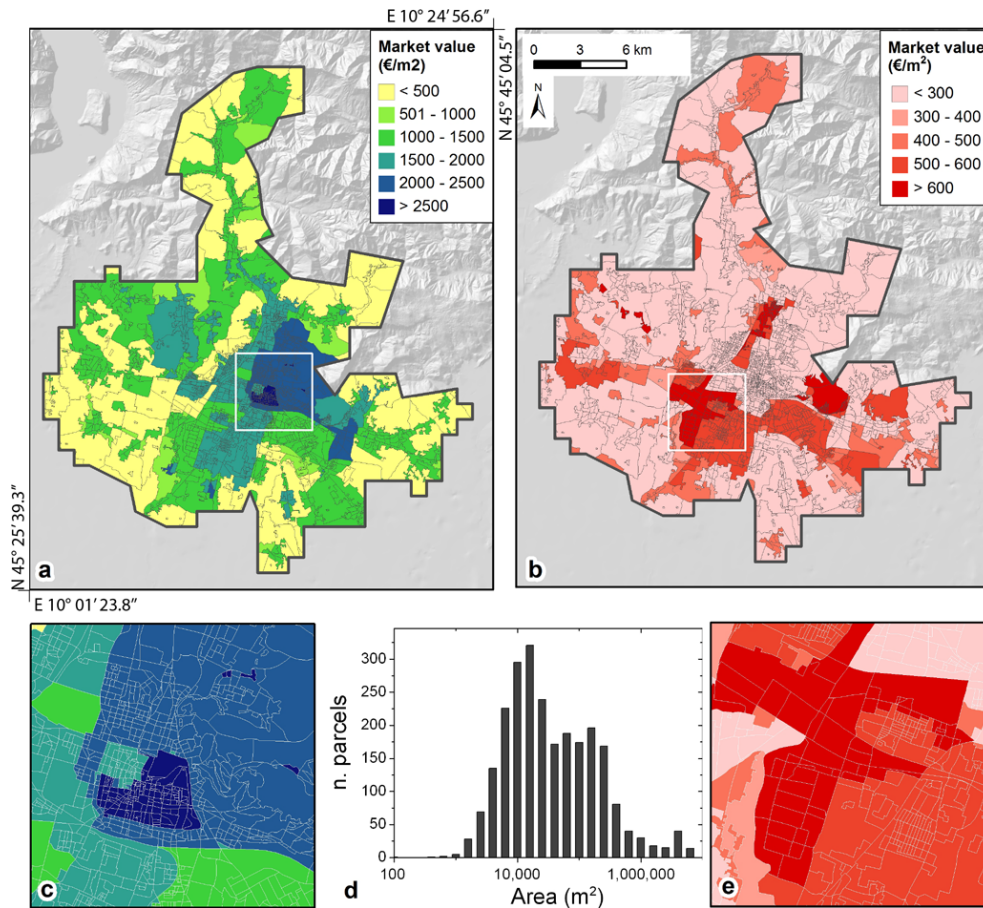 E 10° 24′ 56.6″
N 45° 45′ 04.5″
Market value
(€/m2)
< 500
501 - 1000
1000 - 1500
1500 - 2000
2000 - 2500
> 2500
a
N 45° 25′ 39.3″
E 10° 01′ 23.8″
0 3 6 km
N
Market value
(€/m²)
< 300
300 - 400
400 - 500
500 - 600
> 600
b
c
n. parcels
300
250
200
150
100
50
0
100 10,000 1,000,000
Area (m²)
d
e